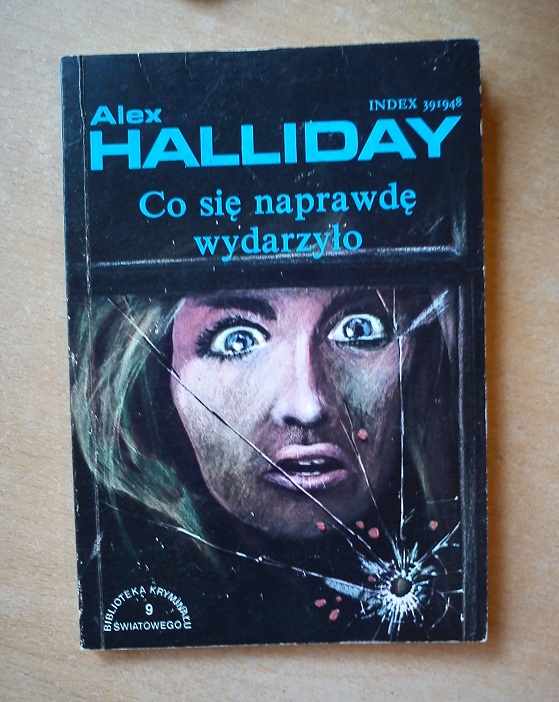 INDEX 391948
Alex
HALLIDAY
Co się naprawdę
wydarzyło
BIBLIOTEKA KRYMINAŁU
9
ŚWIATOWEGO